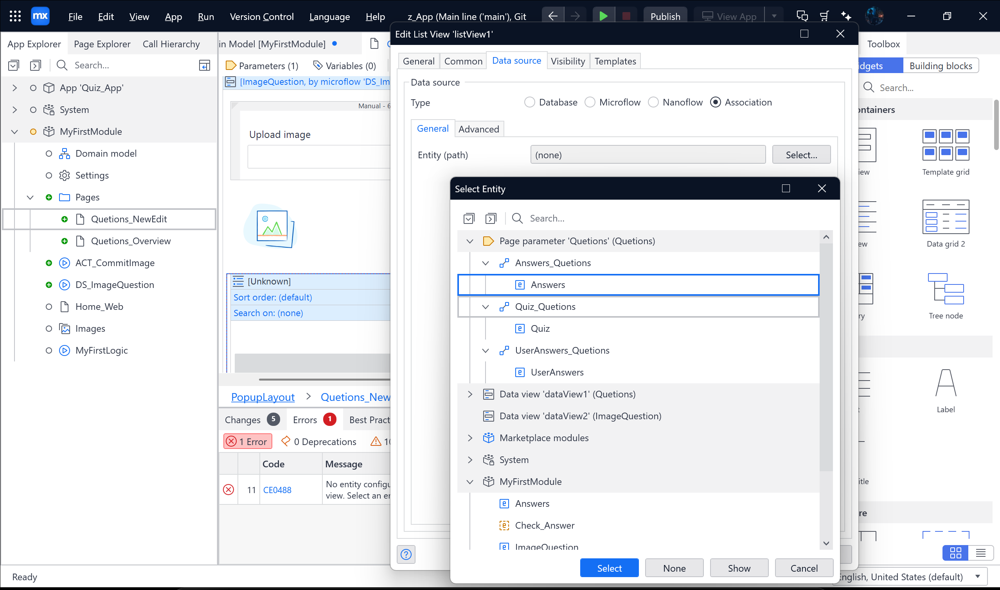 mx
File Edit View App Run Version Control Language Help z_App (Main line ('main'), Git Publish View App
App Explorer Page Explorer Call Hierarchy
Search...
App 'Quiz_App'
System
MyFirstModule
Domain model
Settings
Pages
Quetions_NewEdit
Quetions_Overview
ACT_CommitImage
DS_ImageQuestion
Home_Web
Images
MyFirstLogic
in Model [MyFirstModule]
Parameters (1) Variables (0)
[ImageQuestion, by microflow 'DS_Im
Manual - 6
Upload image
[Unknown]
Sort order: (default)
Search on: (none)
PopupLayout > Quetions_New
Changes 5 Errors 1 Best Pract
1 Error 0 Deprecations 10
Code Message
11 CE0488 No entity configu
view. Select an en
Edit List View 'listView1'
General Common Data source Visibility Templates
Data source
Type Database Microflow Nanoflow Association
General Advanced
Entity (path) (none) Select...
Select Entity
Search...
Page parameter 'Quetions' (Quetions)
Answers_Quetions
Answers
Quiz_Quetions
Quiz
UserAnswers_Quetions
UserAnswers
Data view 'dataView1' (Quetions)
Data view 'dataView2' (ImageQuestion)
Marketplace modules
System
MyFirstModule
Answers
Check_Answer
ImageQuestion
Select None Show Cancel
Toolbox
dgets Building blocks
Search...
ontainers
iew Template grid
ew Data grid 2
ry Tree node
t Label
itle
re
Ready
English, United States (default)